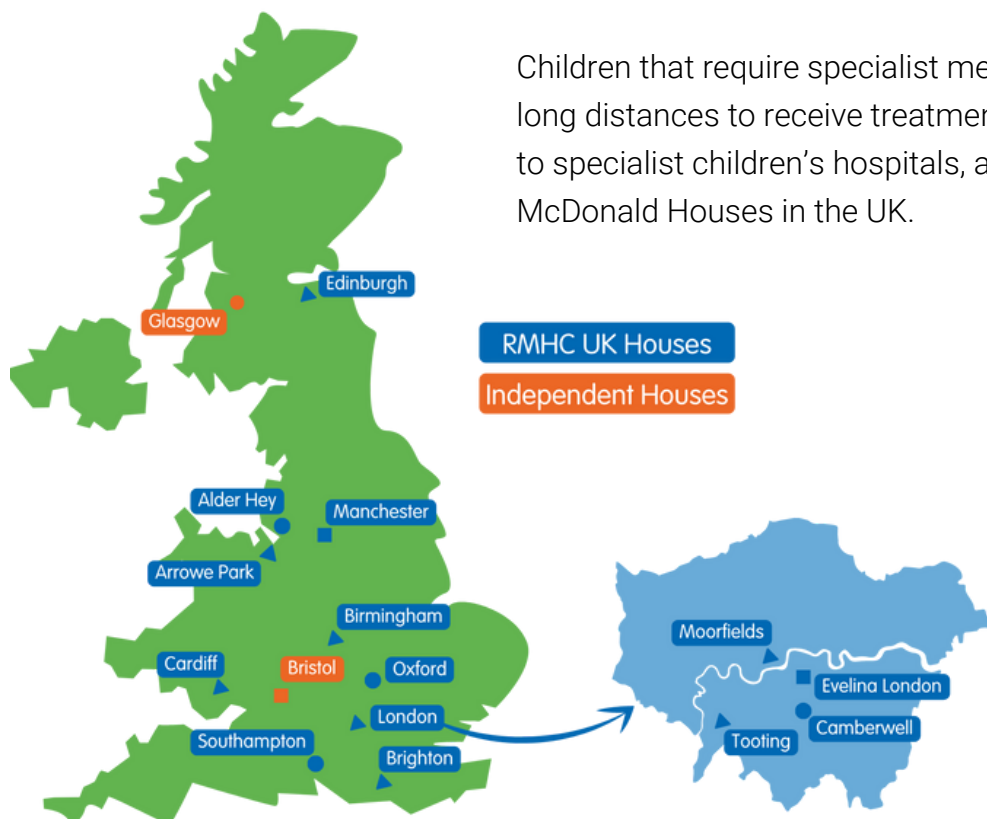 Children that require specialist me
long distances to receive treatmen
to specialist children's hospitals, a
McDonald Houses in the UK.
Edinburgh
Glasgow
RMHC UK Houses
Independent Houses
Alder Hey
Manchester
Arrowe Park
Birmingham
Moorfields
Cardiff
Bristol
Oxford
Evelina London
London
Camberwell
Southampton
Tooting
Brighton